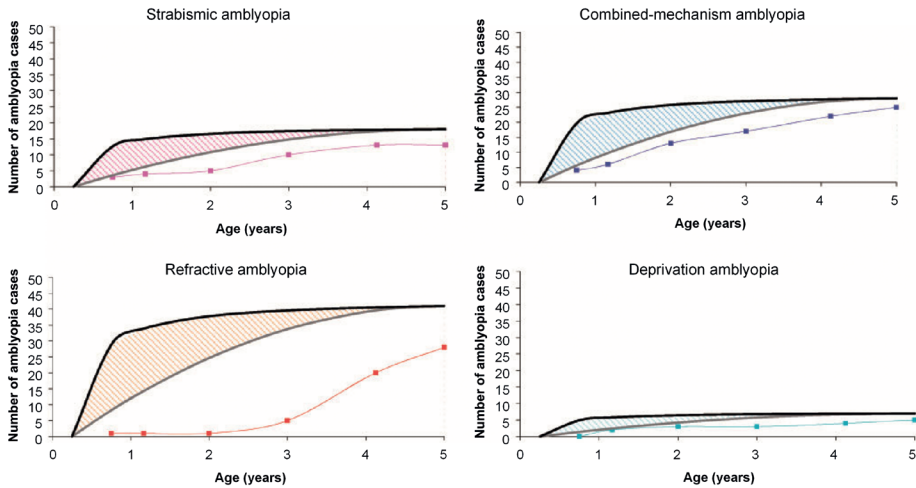 Strabismic amblyopia
Number of amblyopia cases
50
45
40
35
30
25
20
15
10
5
0
0 1 2 3 4 5
Age (years)
Combined-mechanism amblyopia
Number of amblyopia cases
50
45
40
35
30
25
20
15
10
5
0
0 1 2 3 4 5
Age (years)
Refractive amblyopia
Number of amblyopia cases
50
45
40
35
30
25
20
15
10
5
0
0 1 2 3 4 5
Age (years)
Deprivation amblyopia
Number of amblyopia cases
50
45
40
35
30
25
20
15
10
5
0
0 1 2 3 4 5
Age (years)